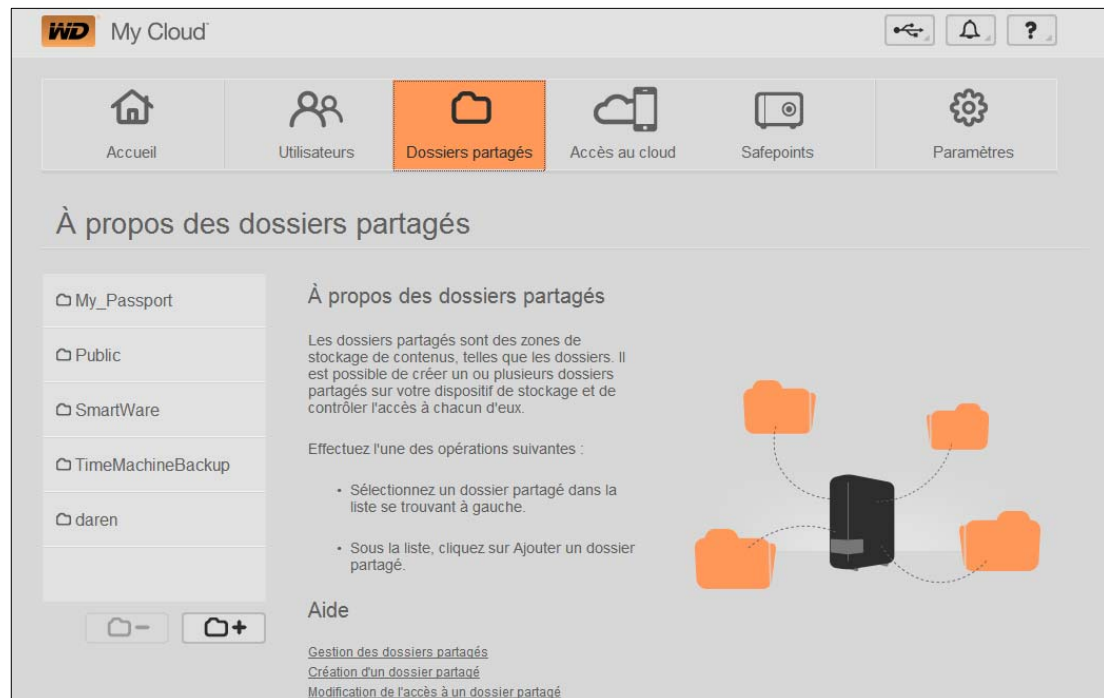 WD My Cloud
?
Accueil
Utilisateurs
Dossiers partagés
Accès au cloud
Safepoints
Paramètres
À propos des dossiers partagés
My_Passport
Public
SmartWare
TimeMachineBackup
daren
À propos des dossiers partagés
Les dossiers partagés sont des zones de
stockage de contenus, telles que les dossiers. Il
est possible de créer un ou plusieurs dossiers
partagés sur votre dispositif de stockage et de
contrôler l'accès à chacun d'eux.
Effectuez l'une des opérations suivantes :
• Sélectionnez un dossier partagé dans la
liste se trouvant à gauche.
• Sous la liste, cliquez sur Ajouter un dossier
partagé.
Aide
Gestion des dossiers partagés
Création d'un dossier partagé
Modification de l'accès à un dossier partagé